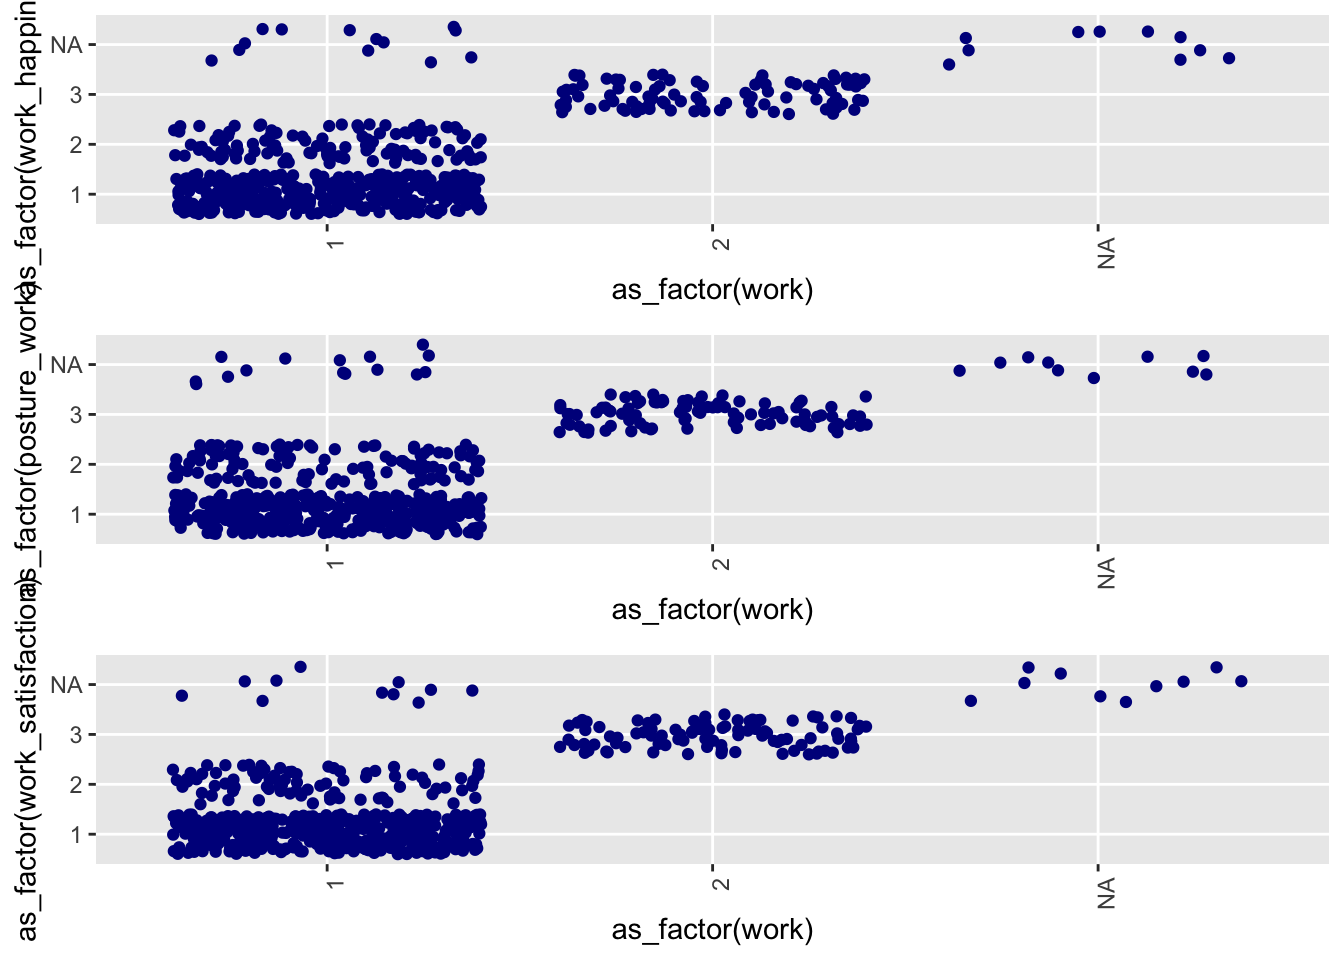 as_factor(work_happin
NA
3
2
1
1
2
NA
as_factor(work)
as_factor(posture_work)
NA
3
2
1
1
2
NA
as_factor(work)
as_factor(work_satisfaction)
NA
3
2
1
1
2
NA
as_factor(work)